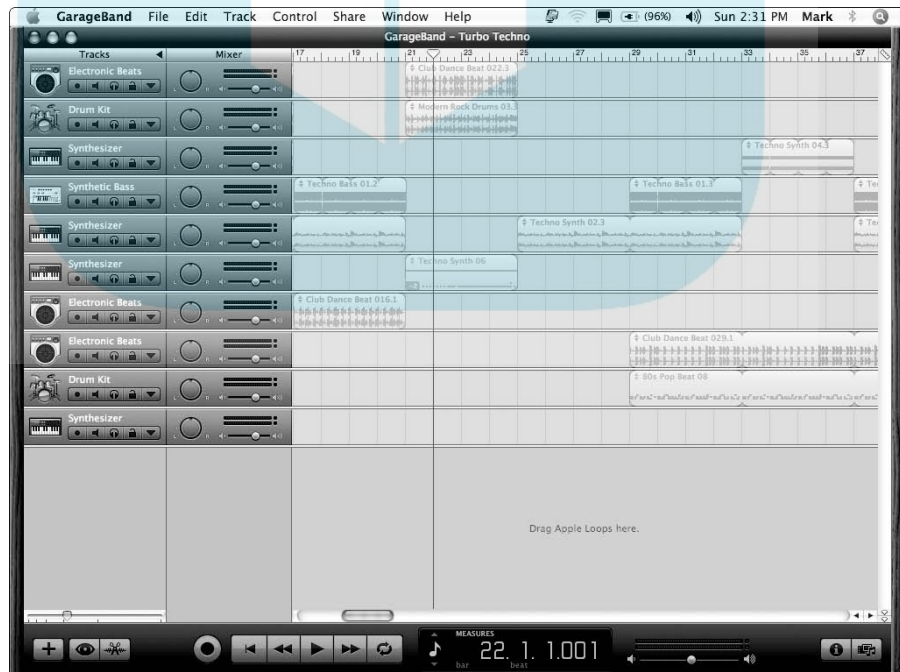 GarageBand File Edit Track Control Share Window Help (96%) Sun 2:31 PM Mark
GarageBand – Turbo Techno
Tracks Mixer 17 19 21 23 25 27 29 31 33 35 37
Electronic Beats Club Dance Beat 022.3
Drum Kit Modern Rock Drums 03.3
Synthesizer Techno Synth 04.3
Synthetic Bass Techno Bass 01.2 Techno Bass 01.3 Te
Synthesizer Techno Synth 02.3 Te
Synthesizer Techno Synth 06
Electronic Beats Club Dance Beat 016.1
Electronic Beats Club Dance Beat 029.1
Drum Kit 80s Pop Beat 08
Synthesizer
Drag Apple Loops here.
MEASURES
22. 1. 1.001
bar beat